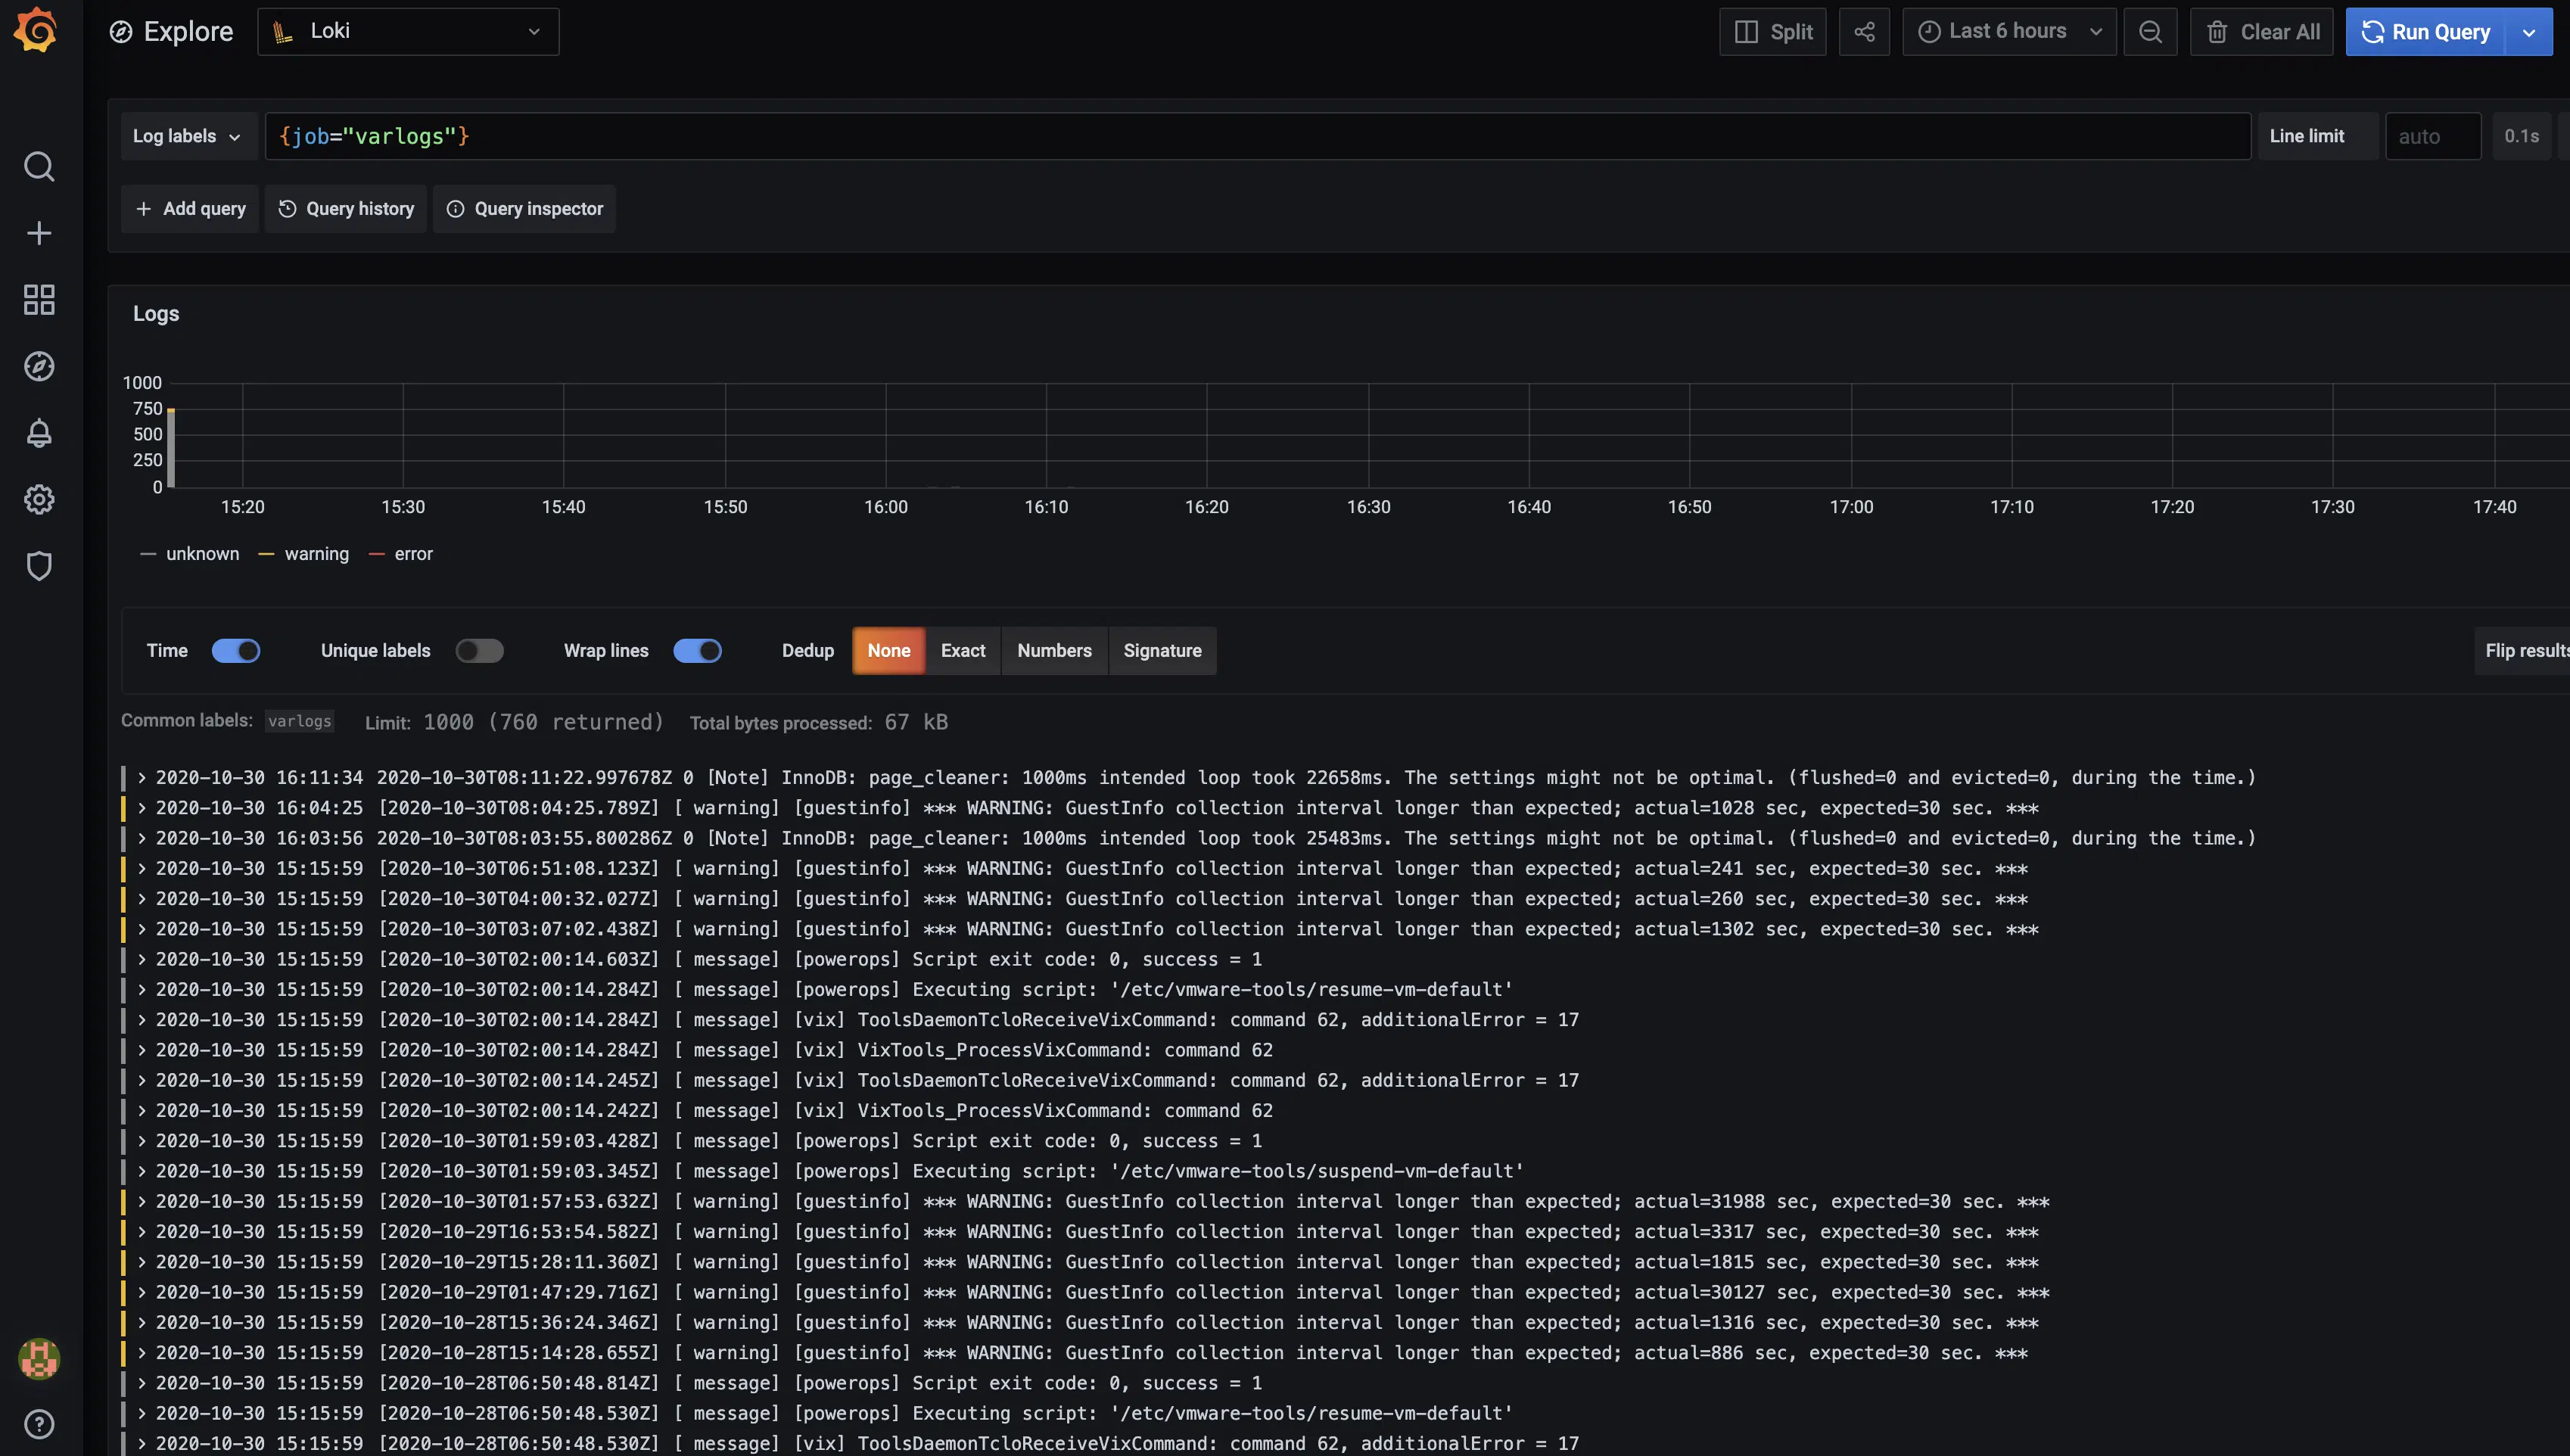 Explore Loki Split Last 6 hours Clear All Run Query
Log labels {job="varlogs"} Line limit auto 0.1s
Add query Query history Query inspector
Logs
1000
750
500
250
0
15:20 15:30 15:40 15:50 16:00 16:10 16:20 16:30 16:40 16:50 17:00 17:10 17:20 17:30 17:40
unknown warning error
Time Unique labels Wrap lines Dedup None Exact Numbers Signature Flip results
Common labels: varlogs Limit: 1000 (760 returned) Total bytes processed: 67 kB
> 2020-10-30 16:11:34 2020-10-30T08:11:22.997678Z 0 [Note] InnoDB: page_cleaner: 1000ms intended loop took 22658ms. The settings might not be optimal. (flushed=0 and evicted=0, during the time.)
> 2020-10-30 16:04:25 [2020-10-30T08:04:25.789Z] [ warning] [guestinfo] *** WARNING: GuestInfo collection interval longer than expected; actual=1028 sec, expected=30 sec. ***
> 2020-10-30 16:03:56 2020-10-30T08:03:55.800286Z 0 [Note] InnoDB: page_cleaner: 1000ms intended loop took 25483ms. The settings might not be optimal. (flushed=0 and evicted=0, during the time.)
> 2020-10-30 15:15:59 [2020-10-30T06:51:08.123Z] [ warning] [guestinfo] *** WARNING: GuestInfo collection interval longer than expected; actual=241 sec, expected=30 sec. ***
> 2020-10-30 15:15:59 [2020-10-30T04:00:32.027Z] [ warning] [guestinfo] *** WARNING: GuestInfo collection interval longer than expected; actual=260 sec, expected=30 sec. ***
> 2020-10-30 15:15:59 [2020-10-30T03:07:02.438Z] [ warning] [guestinfo] *** WARNING: GuestInfo collection interval longer than expected; actual=1302 sec, expected=30 sec. ***
> 2020-10-30 15:15:59 [2020-10-30T02:00:14.603Z] [ message] [powerops] Script exit code: 0, success = 1
> 2020-10-30 15:15:59 [2020-10-30T02:00:14.284Z] [ message] [powerops] Executing script: '/etc/vmware-tools/resume-vm-default'
> 2020-10-30 15:15:59 [2020-10-30T02:00:14.284Z] [ message] [vix] ToolsDaemonTcloReceiveVixCommand: command 62, additionalError = 17
> 2020-10-30 15:15:59 [2020-10-30T02:00:14.284Z] [ message] [vix] VixTools_ProcessVixCommand: command 62
> 2020-10-30 15:15:59 [2020-10-30T02:00:14.245Z] [ message] [vix] ToolsDaemonTcloReceiveVixCommand: command 62, additionalError = 17
> 2020-10-30 15:15:59 [2020-10-30T02:00:14.242Z] [ message] [vix] VixTools_ProcessVixCommand: command 62
> 2020-10-30 15:15:59 [2020-10-30T01:59:03.428Z] [ message] [powerops] Script exit code: 0, success = 1
> 2020-10-30 15:15:59 [2020-10-30T01:59:03.345Z] [ message] [powerops] Executing script: '/etc/vmware-tools/suspend-vm-default'
> 2020-10-30 15:15:59 [2020-10-30T01:57:53.632Z] [ warning] [guestinfo] *** WARNING: GuestInfo collection interval longer than expected; actual=31988 sec, expected=30 sec. ***
> 2020-10-30 15:15:59 [2020-10-29T16:53:54.582Z] [ warning] [guestinfo] *** WARNING: GuestInfo collection interval longer than expected; actual=3317 sec, expected=30 sec. ***
> 2020-10-30 15:15:59 [2020-10-29T15:28:11.360Z] [ warning] [guestinfo] *** WARNING: GuestInfo collection interval longer than expected; actual=1815 sec, expected=30 sec. ***
> 2020-10-30 15:15:59 [2020-10-29T01:47:29.716Z] [ warning] [guestinfo] *** WARNING: GuestInfo collection interval longer than expected; actual=30127 sec, expected=30 sec. ***
> 2020-10-30 15:15:59 [2020-10-28T15:36:24.346Z] [ warning] [guestinfo] *** WARNING: GuestInfo collection interval longer than expected; actual=1316 sec, expected=30 sec. ***
> 2020-10-30 15:15:59 [2020-10-28T15:14:28.655Z] [ warning] [guestinfo] *** WARNING: GuestInfo collection interval longer than expected; actual=886 sec, expected=30 sec. ***
> 2020-10-30 15:15:59 [2020-10-28T06:50:48.814Z] [ message] [powerops] Script exit code: 0, success = 1
> 2020-10-30 15:15:59 [2020-10-28T06:50:48.530Z] [ message] [powerops] Executing script: '/etc/vmware-tools/resume-vm-default'
> 2020-10-30 15:15:59 [2020-10-28T06:50:48.530Z] [ message] [vix] ToolsDaemonTcloReceiveVixCommand: command 62, additionalError = 17